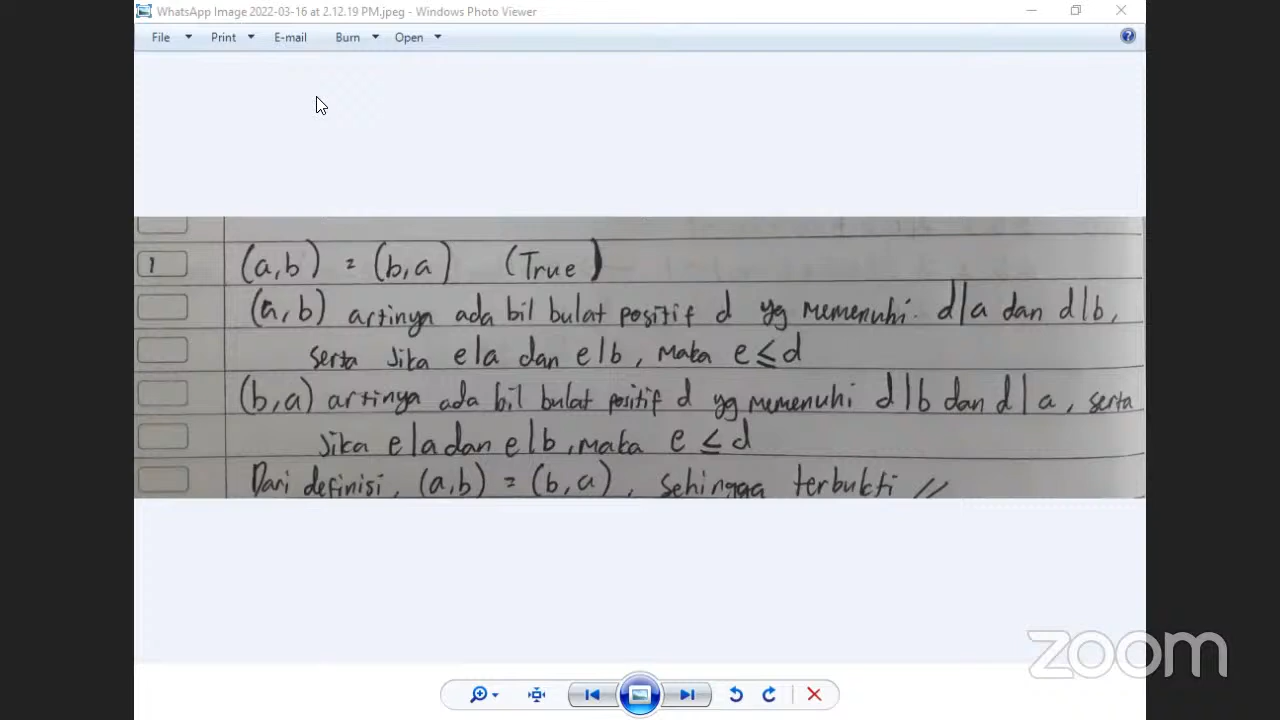 WhatsApp Image 2022-03-16 at 2.12.19 PM.jpeg - Windows Photo Viewer
File Print E-mail Burn Open
1 (a,b) = (b,a) (True)
(a,b) artinya ada bil bulat positif d yg memenuhi. d|a dan d|b,
serta jika e|a dan e|b, maka e≤d
(b,a) artinya ada bil bulat positif d yg memenuhi d|b dan d|a, serta
jika e|a dan e|b, maka e ≤ d
Dari definisi, (a,b) = (b,a), sehingga terbukti //
zoom